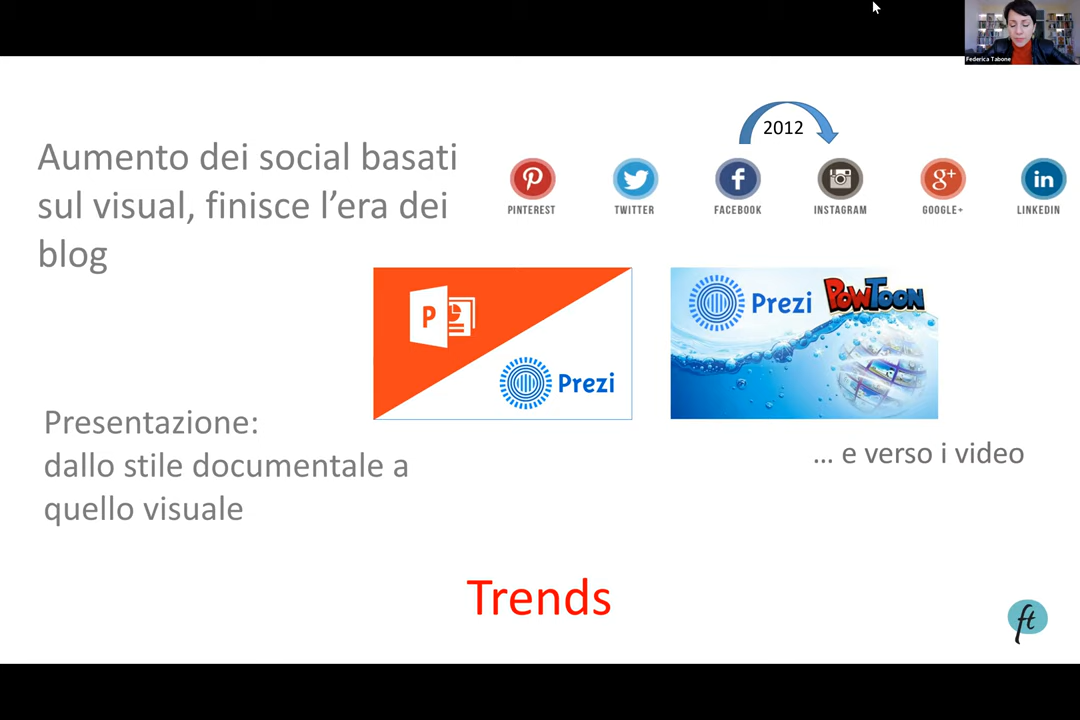 Federica Tabone
Aumento dei social basati
sul visual, finisce l’era dei
blog
2012
PINTEREST
TWITTER
FACEBOOK
INSTAGRAM
GOOGLE+
LINKEDIN
P
Prezi
Prezi
POWTOON
Presentazione:
dallo stile documentale a
quello visuale
... e verso i video
Trends
ft